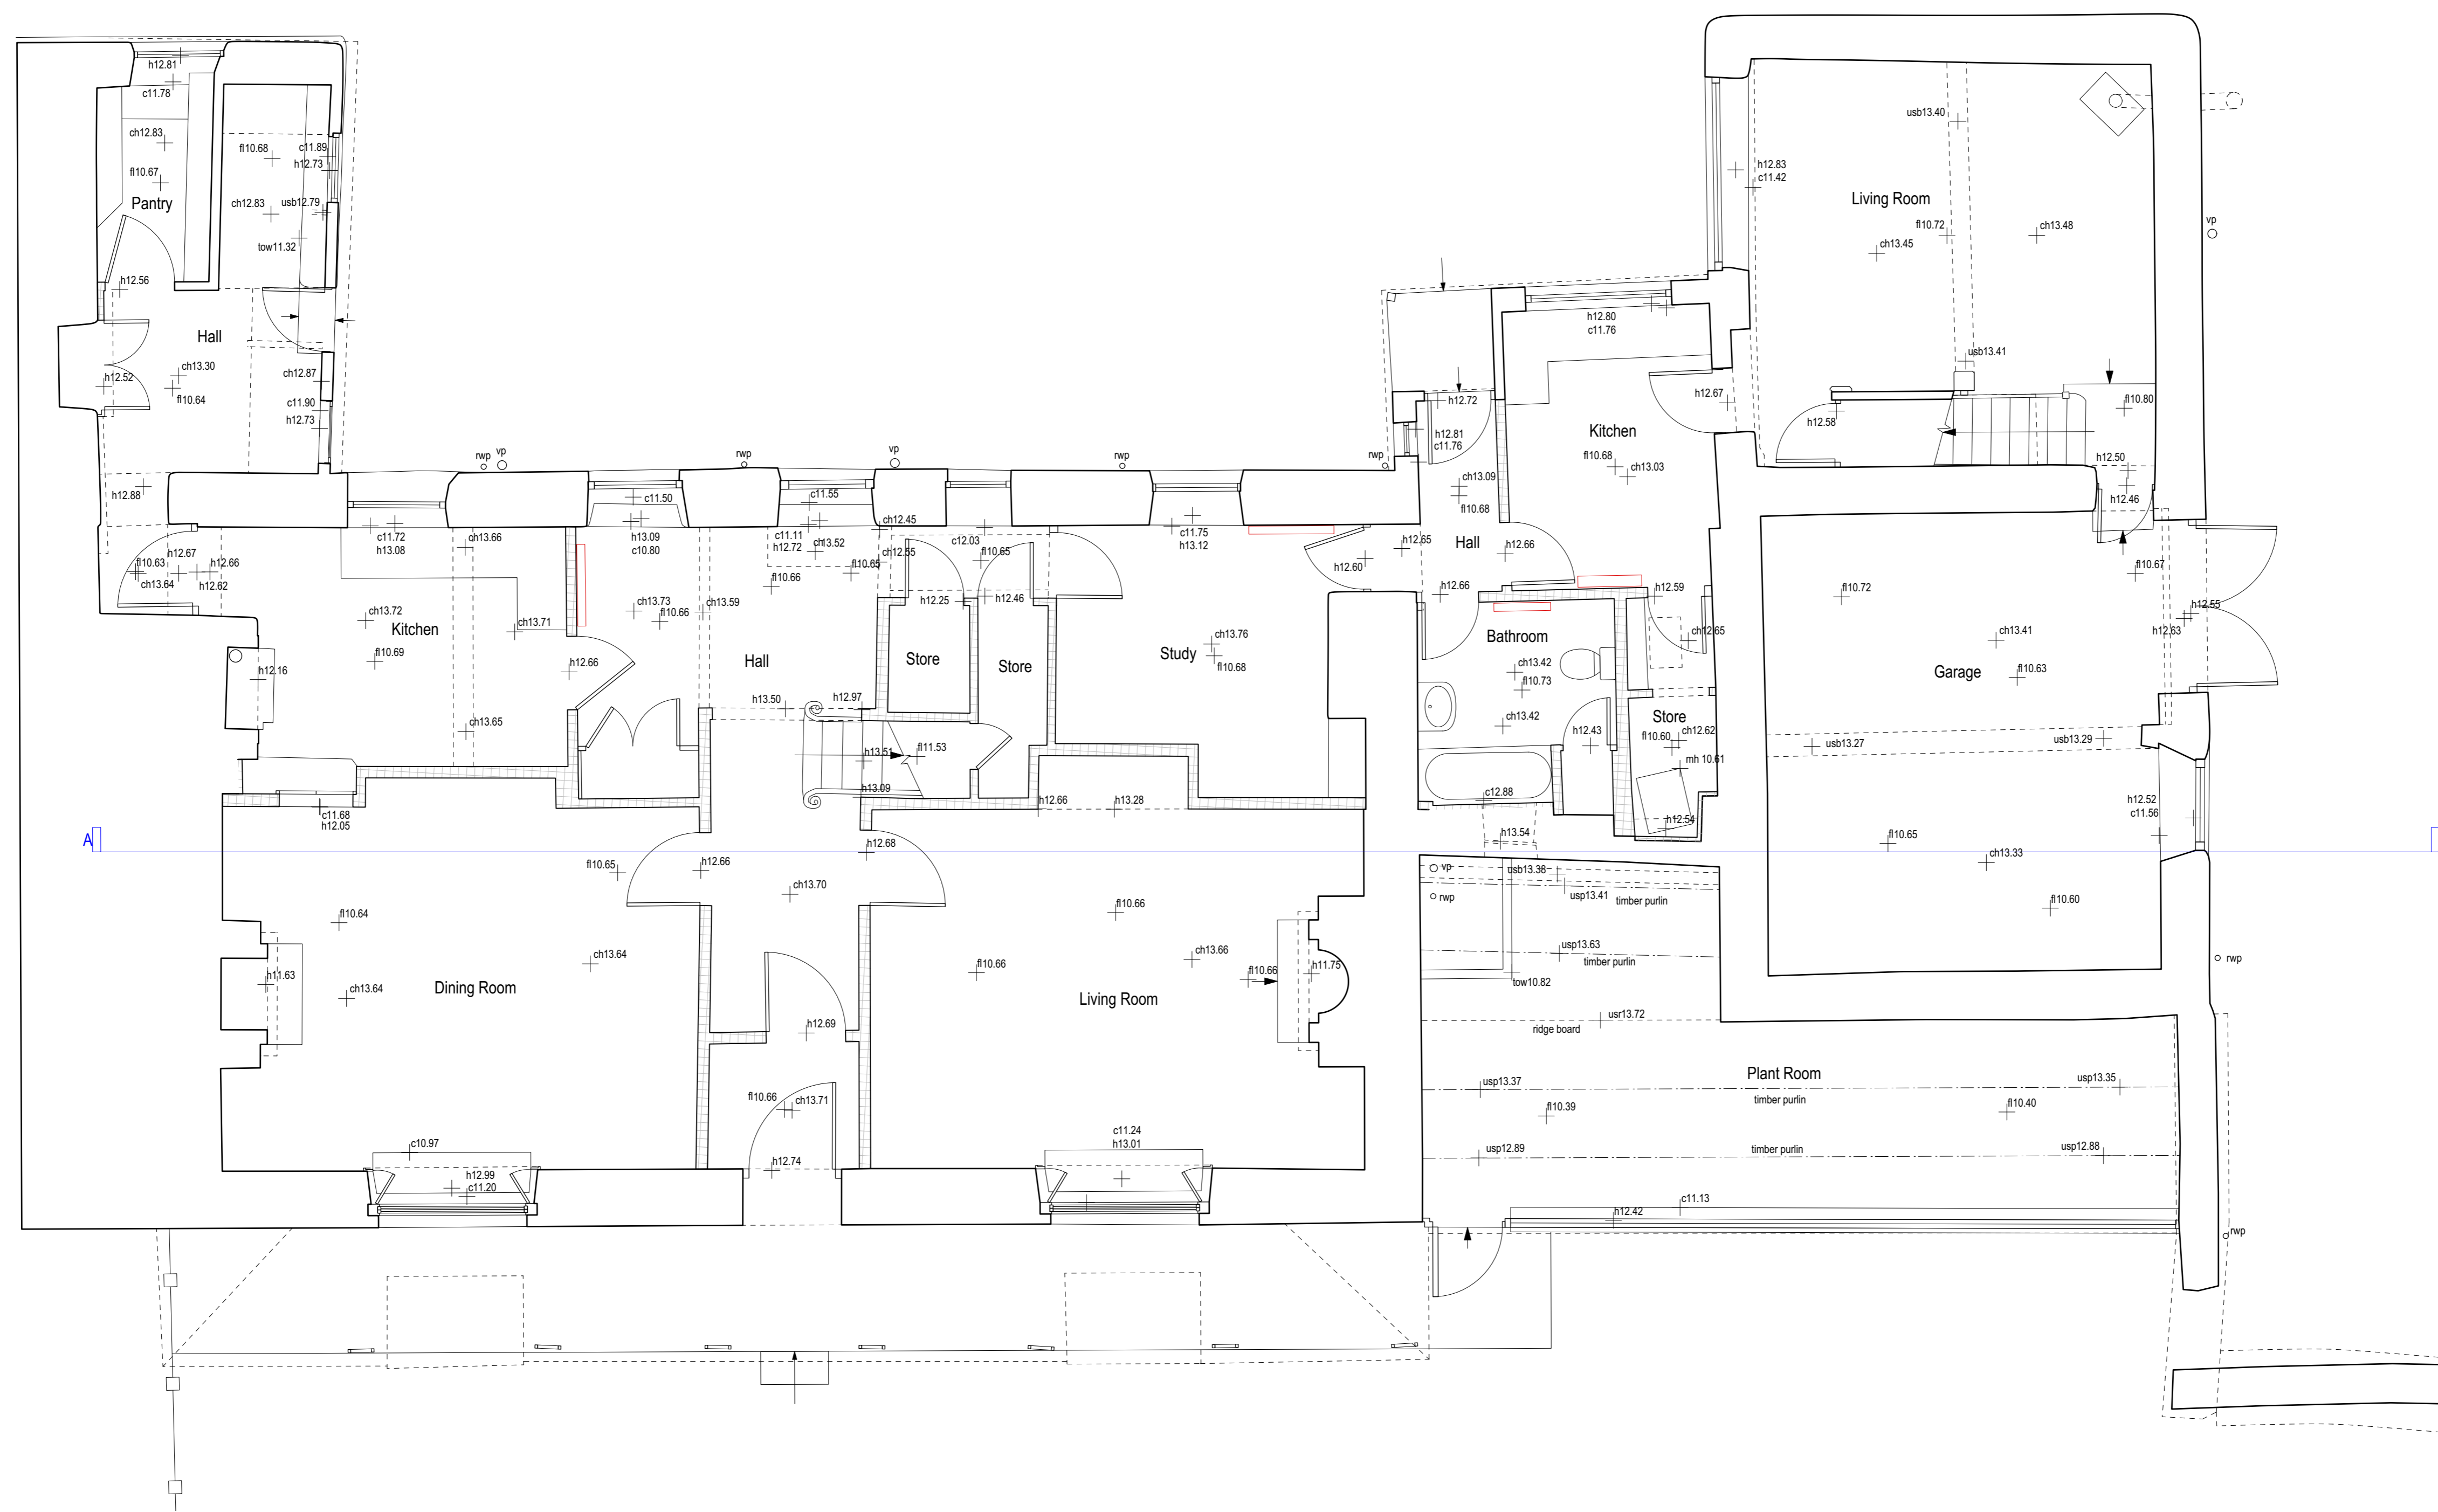 h12.81
c11.78
ch12.83
fl10.67
Pantry
fl10.68
c11.89
h12.73
ch12.83
usb12.79
tow11.32
h12.56
Hall
ch13.30
h12.52
fl10.64
ch12.87
c11.90
h12.73
h12.88
rwp
vp
rwp
vp
rwp
rwp
h12.67
fl10.63
ch13.64
h12.66
h12.62
c11.72
h13.08
ch13.66
ch13.72
Kitchen
ch13.71
fl10.69
h12.16
ch13.65
h12.66
c11.50
h13.09
c10.80
ch13.73
fl10.66
ch13.59
c11.55
c11.11
h12.72
ch13.52
fl10.66
fl10.65
ch12.45
ch12.55
Hall
h13.50
h12.97
h13.51
fl11.53
h13.09
h12.25
Store
c12.03
fl10.65
h12.46
Store
c11.75
h13.12
ch13.76
Study
fl10.68
h12.60
h12.65
h12.66
h13.28
h12.66
c11.68
h12.05
A
fl10.65
h12.66
h12.68
ch13.70
fl10.64
ch13.64
h11.63
ch13.64
Dining Room
h12.69
fl10.66
ch13.71
h12.74
c10.97
h12.99
c11.20
fl10.66
ch13.66
fl10.66
fl10.66
h11.75
Living Room
c11.24
h13.01
h12.72
h12.81
c11.76
ch13.09
fl10.68
Hall
h12.66
h12.66
h12.80
c11.76
Kitchen
fl10.68
ch13.03
h12.67
h12.59
Bathroom
ch13.42
fl10.73
ch13.42
h12.43
c12.88
ch12.65
Store
fl10.60
ch12.62
mh 10.61
h12.54
h13.54
usb13.40
h12.83
c11.42
Living Room
fl10.72
ch13.45
ch13.48
vp
usb13.41
h12.58
fl10.80
h12.50
h12.46
fl10.67
fl10.72
h12.55
h12.63
ch13.41
Garage
fl10.63
usb13.27
usb13.29
h12.52
c11.56
fl10.65
ch13.33
fl10.60
vp
usb13.38
rwp
usp13.41
timber purlin
usp13.63
timber purlin
tow10.82
rwp
usr13.72
ridge board
Plant Room
usp13.37
usp13.35
timber purlin
fl10.39
fl10.40
usp12.89
timber purlin
usp12.88
c11.13
h12.42
rwp